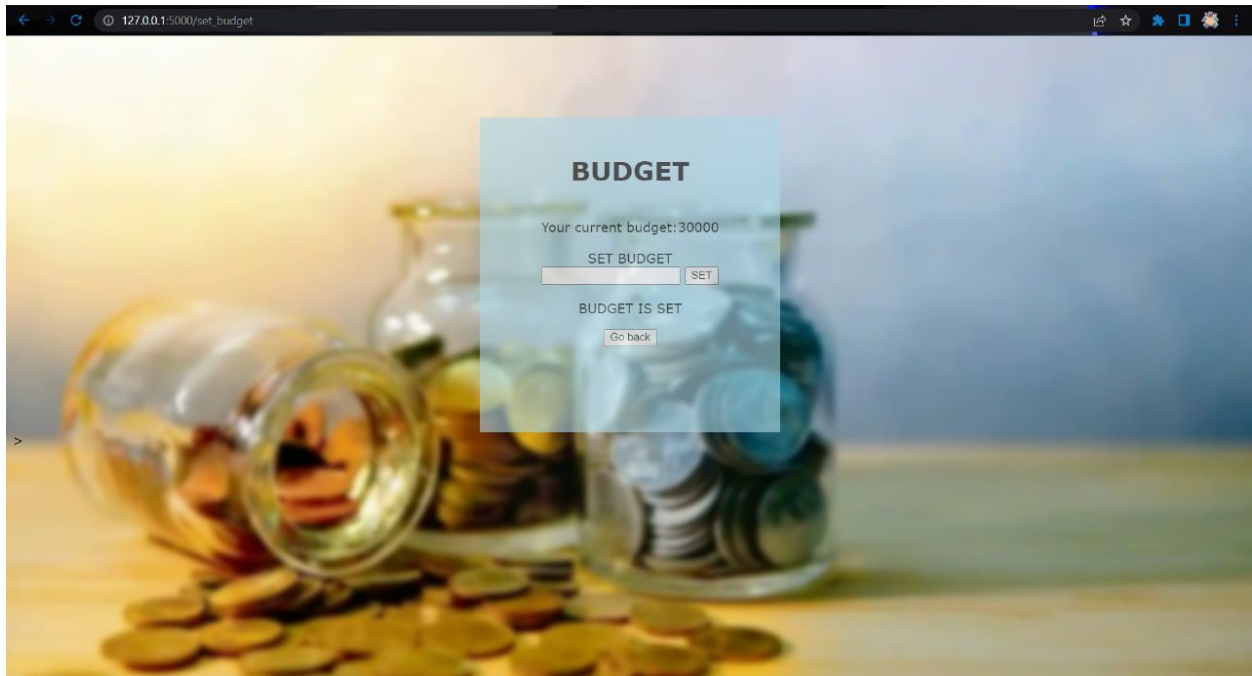 127.0.0.1:5000/set_budget
BUDGET
Your current budget:30000
SET BUDGET
SET
BUDGET IS SET
Go back
>